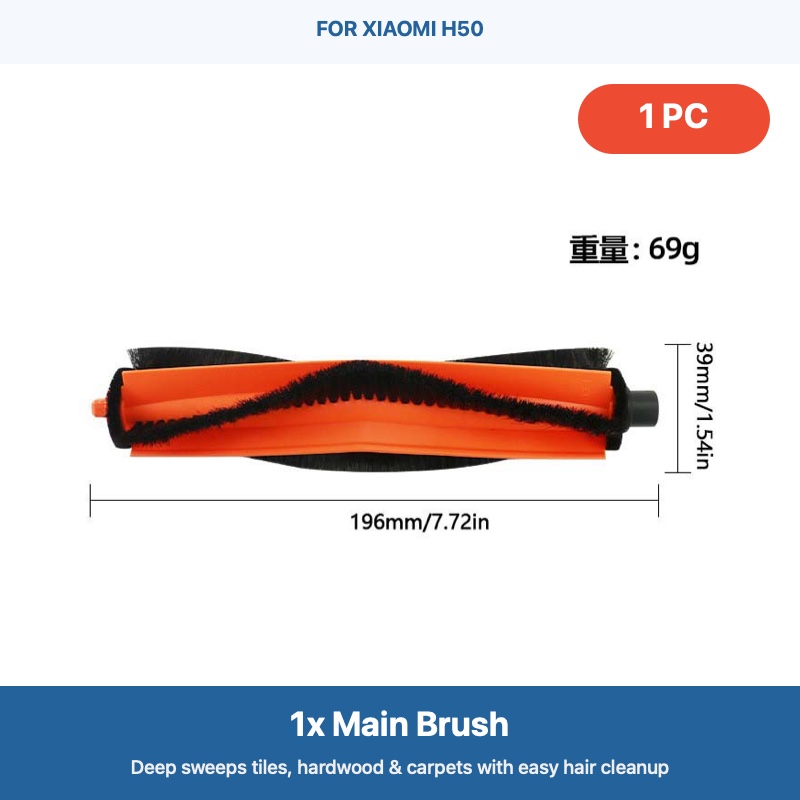 FOR XIAOMI H50
1 PC
重量: 69g
39mm/1.54in
196mm/7.72in
1x Main Brush
Deep sweeps tiles, hardwood & carpets with easy hair cleanup